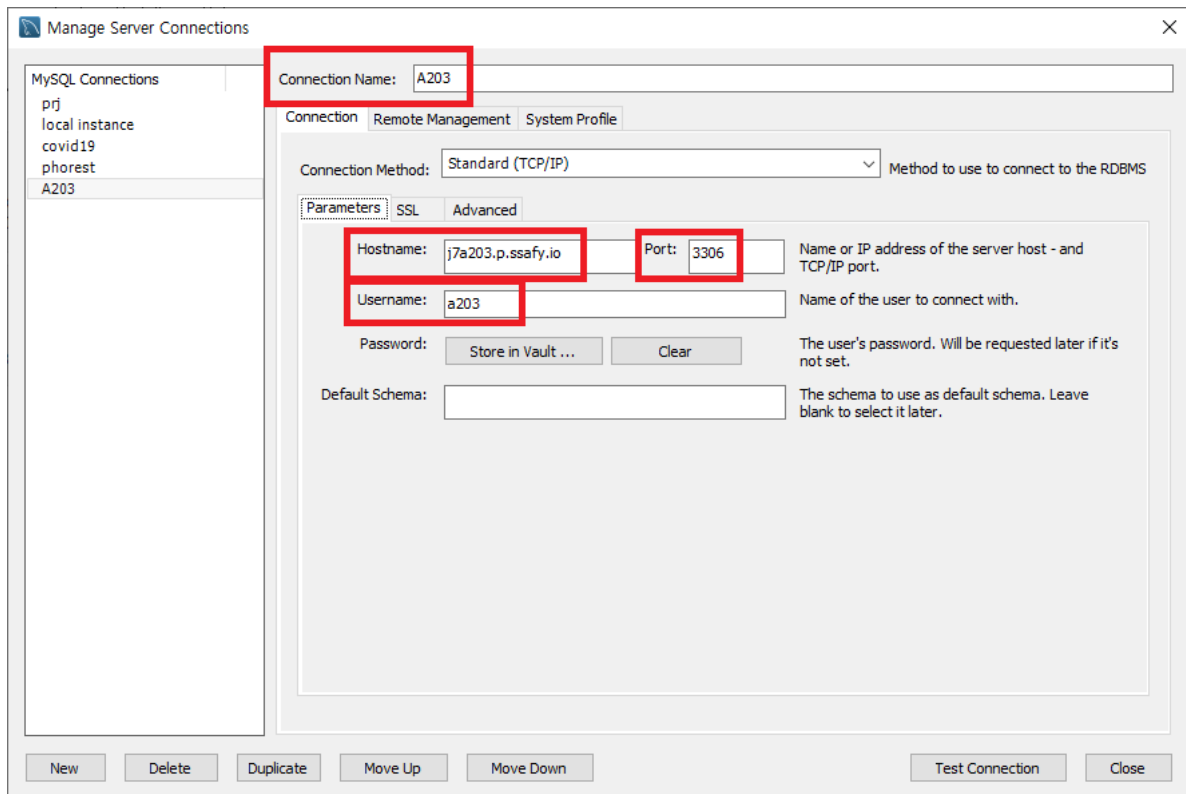 Manage Server Connections
MySQL Connections
prj
local instance
covid19
phorest
A203
Connection Name: A203
Connection Remote Management System Profile
Connection Method: Standard (TCP/IP) Method to use to connect to the RDBMS
Parameters SSL Advanced
Hostname: j7a203.p.ssafy.io Port: 3306 Name or IP address of the server host - and
TCP/IP port.
Username: a203 Name of the user to connect with.
Password: Store in Vault ... Clear The user's password. Will be requested later if it's
not set.
Default Schema: The schema to use as default schema. Leave
blank to select it later.
New Delete Duplicate Move Up Move Down Test Connection Close